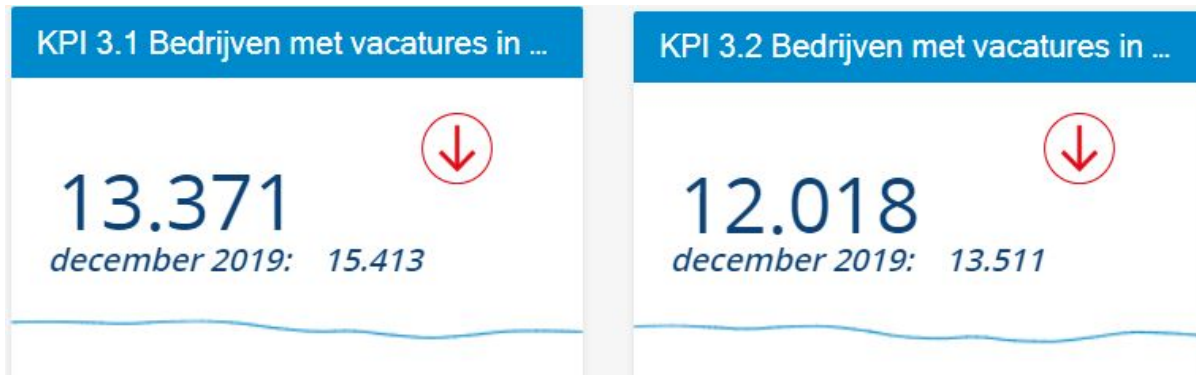 KPI 3.1 Bedrijven met vacatures in ...
13.371
december 2019: 15.413
KPI 3.2 Bedrijven met vacatures in ...
12.018
december 2019: 13.511